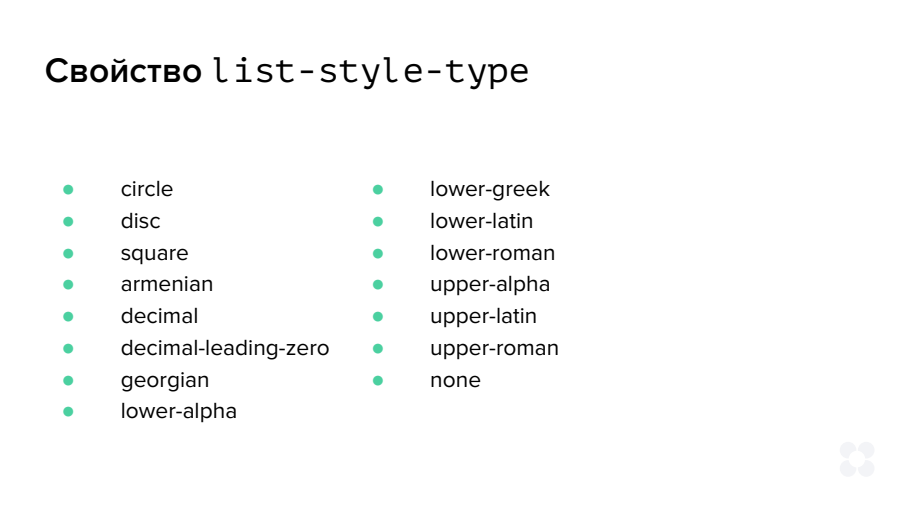 Свойство list-style-type
circle
disc
square
armenian
decimal
decimal-leading-zero
georgian
lower-alpha
lower-greek
lower-latin
lower-roman
upper-alpha
upper-latin
upper-roman
none